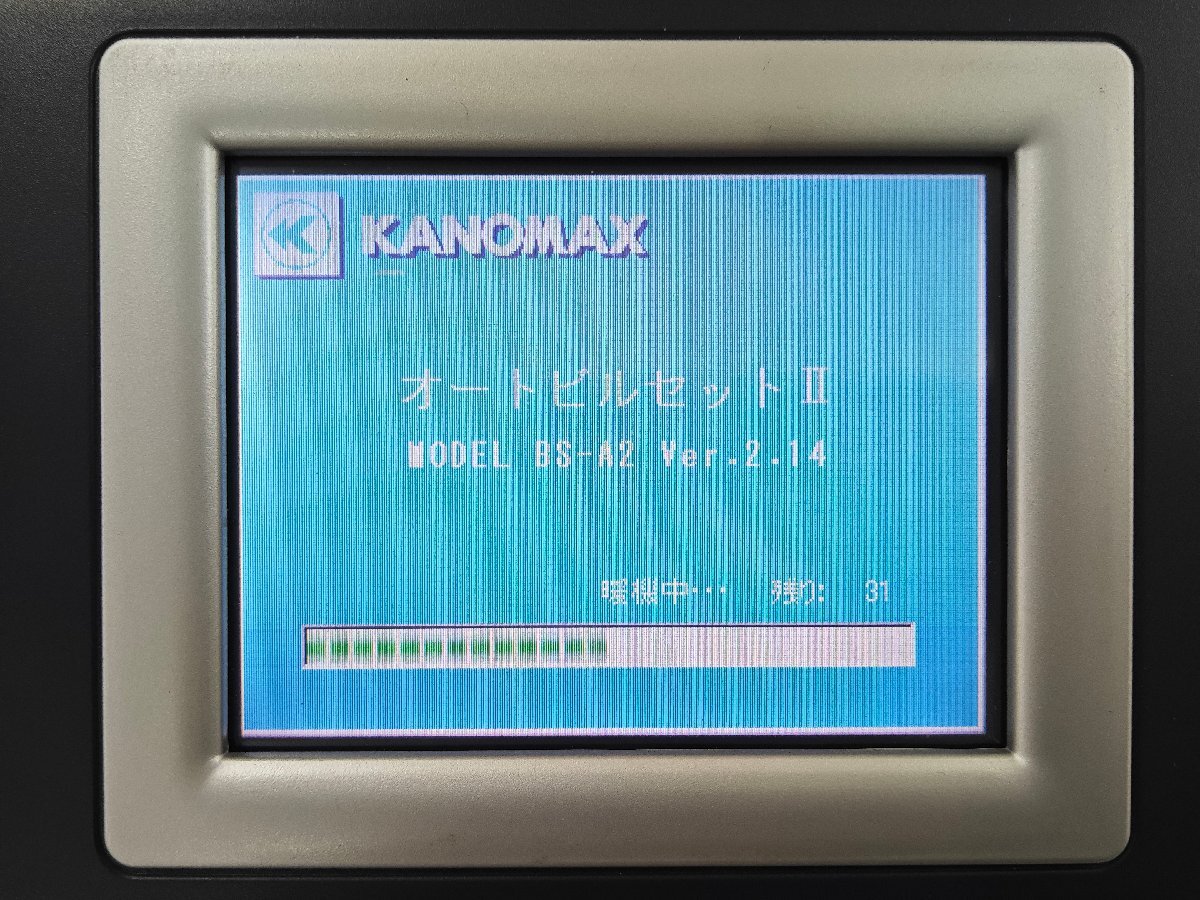 KANOMAX
オートビルセットⅡ
MODEL BS-A2 Ver.2.14
暖機中… 残り: 31